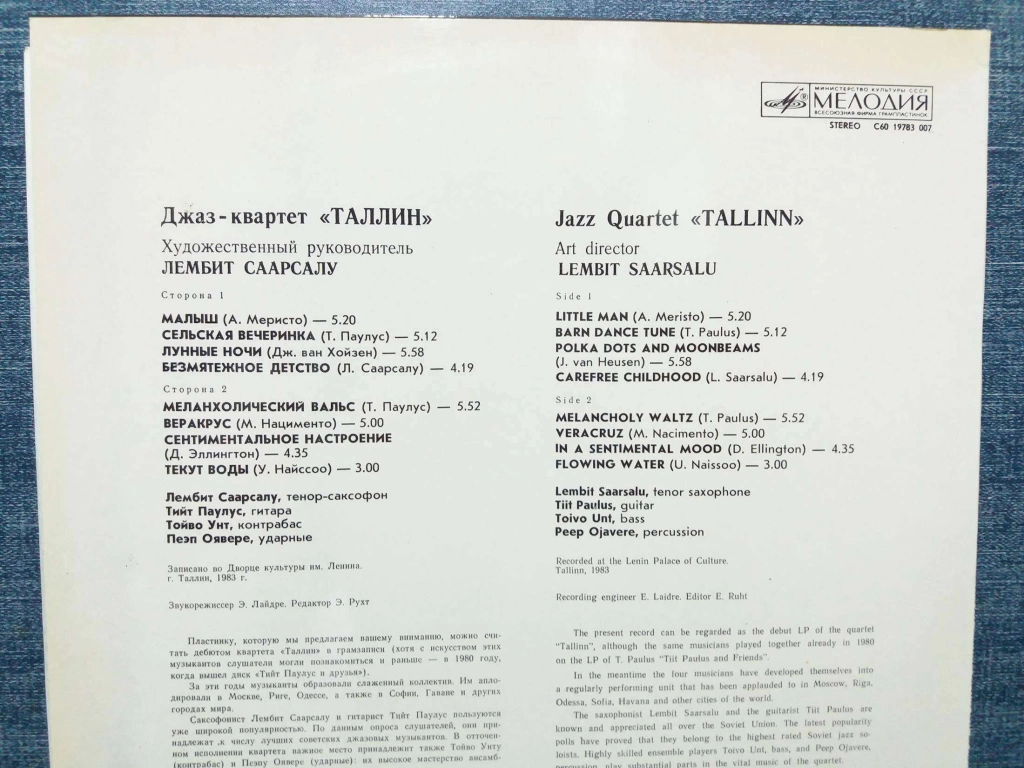 МИНИСТЕРСТВО КУЛЬТУРЫ СССР
МЕЛОДИЯ
ВСЕСОЮЗНАЯ ФИРМА ГРАМПЛАСТИНОК
STEREO С60 19783 007
Джаз-квартет «ТАЛЛИН»
Художественный руководитель
ЛЕМБИТ СААРСАЛУ
Сторона 1
МАЛЫШ (А. Меристо) — 5.20
СЕЛЬСКАЯ ВЕЧЕРИНКА (Т. Паулус) — 5.12
ЛУННЫЕ НОЧИ (Дж. ван Хойзен) — 5.58
БЕЗМЯТЕЖНОЕ ДЕТСТВО (Л. Саарсалу) — 4.19
Сторона 2
МЕЛАНХОЛИЧЕСКИЙ ВАЛЬС (Т. Паулус) — 5.52
ВЕРАКРУС (М. Насименто) — 5.00
СЕНТИМЕНТАЛЬНОЕ НАСТРОЕНИЕ
(Д. Эллингтон) — 4.35
ТЕКУТ ВОДЫ (У. Найссоо) — 3.00
Лембит Саарсалу, тенор-саксофон
Тийт Паулус, гитара
Тойво Унт, контрабас
Пеэп Оявере, ударные
Записано во Дворце культуры им. Ленина.
г. Таллин, 1983 г.
Звукорежиссер Э. Лайдре. Редактор Э. Рухт
Пластинку, которую мы предлагаем вашему вниманию, можно счи-
тать дебютом квартета «Таллин» в грамзаписи (хотя с искусством этих
музыкантов слушатели могли познакомиться и раньше — в 1980 году,
когда вышел диск «Тийт Паулус и друзья»).
За эти годы музыканты образовали слаженный коллектив. Им апло-
дировали в Москве, Риге, Одессе, а также в Софии, Гаване и других
городах мира.
Саксофонист Лембит Саарсалу и гитарист Тийт Паулус пользуются
уже широкой популярностью. По данным опроса слушателей, они при-
надлежат к числу лучших советских джазовых музыкантов. В отточен-
ном исполнении квартета важное место принадлежит также Тойво Унту
(контрабас) и Пеэпу Оявере (ударные): их высокое мастерство ансамб-
Jazz Quartet «TALLINN»
Art director
LEMBIT SAARSALU
Side 1
LITTLE MAN (A. Meristo) — 5.20
BARN DANCE TUNE (T. Paulus) — 5.12
POLKA DOTS AND MOONBEAMS
(J. van Heusen) — 5.58
CAREFREE CHILDHOOD (L. Saarsalu) — 4.19
Side 2
MELANCHOLY WALTZ (T. Paulus) — 5.52
VERACRUZ (M. Nacimento) — 5.00
IN A SENTIMENTAL MOOD (D. Ellington) — 4.35
FLOWING WATER (U. Naissoo) — 3.00
Lembit Saarsalu, tenor saxophone
Tiit Paulus, guitar
Toivo Unt, bass
Peep Ojavere, percussion
Recorded at the Lenin Palace of Culture.
Tallinn, 1983
Recording engineer E. Laidre. Editor E. Ruht
The present record can be regarded as the debut LP of the quartet
"Tallinn", although the same musicians played together already in 1980
on the LP of T. Paulus "Tiit Paulus and Friends".
In the meantime the four musicians have developed themselves into
a regularly performing unit that has been applauded to in Moscow, Riga,
Odessa, Sofia, Havana and other cities of the world.
The saxophonist Lembit Saarsalu and the guitarist Tiit Paulus are
known and appreciated all over the Soviet Union. The latest popularity
polls have proved that they belong to the highest rated Soviet jazz so-
loists. Highly skilled ensemble players Toivo Unt, bass, and Peep Ojavere,
percussion, play substantial parts in the vital music of the quartet.